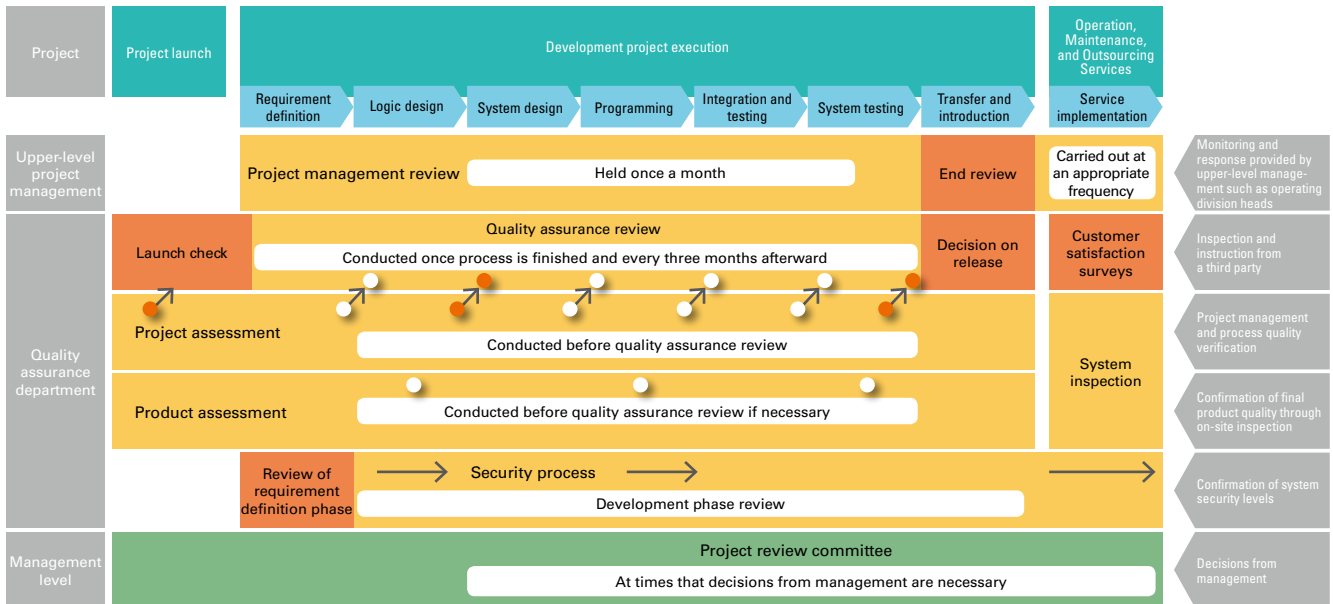 Project
Project launch
Development project execution
Operation,
Maintenance,
and Outsourcing
Services
Requirement
definition
Logic design
System design
Programming
Integration and
testing
System testing
Transfer and
introduction
Service
implementation
Upper-level
project
management
Project management review
Held once a month
End review
Carried out at
an appropriate
frequency
Monitoring and
response provided by
upper-level manage-
ment such as operating
division heads
Quality
assurance
department
Launch check
Quality assurance review
Conducted once process is finished and every three months afterward
Decision on
release
Customer
satisfaction
surveys
Inspection and
instruction from
a third party
Project assessment
Conducted before quality assurance review
System
inspection
Project management
and process quality
verification
Product assessment
Conducted before quality assurance review if necessary
Confirmation of final
product quality through
on-site inspection
Review of
requirement
definition phase
Security process
Development phase review
Confirmation of system
security levels
Management
level
Project review committee
At times that decisions from management are necessary
Decisions from
management